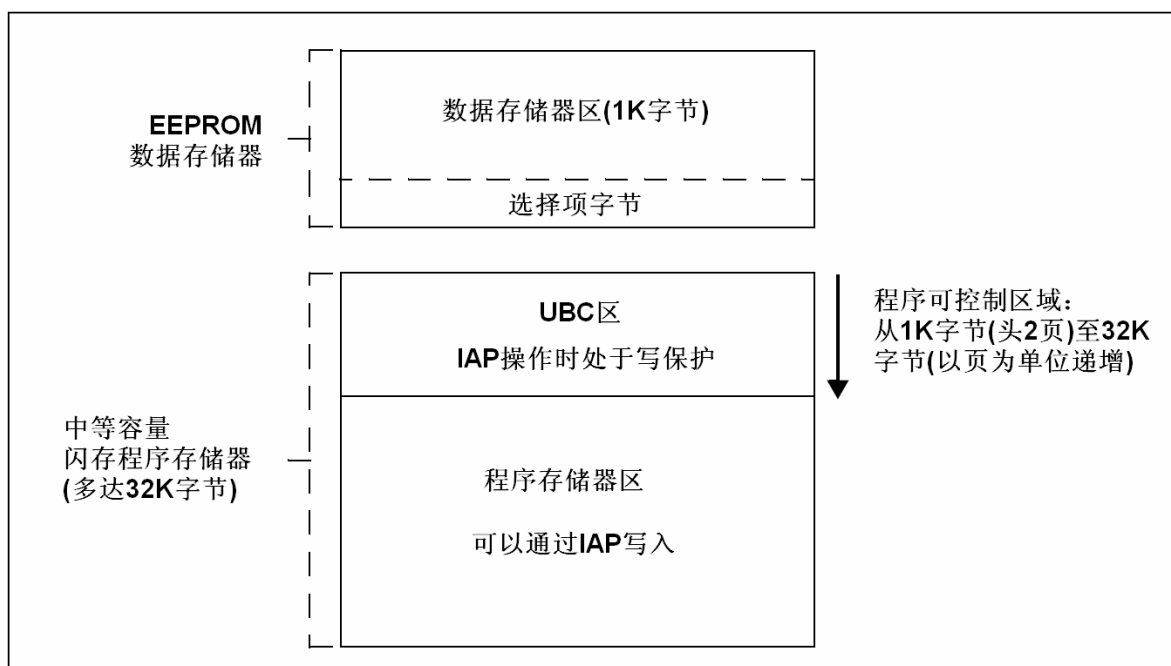 数据存储器区(1K字节)
EEPROM
数据存储器
选择项字节
UBC区
IAP操作时处于写保护
程序可控制区域：
从1K字节(头2页)至32K
字节(以页为单位递增)
中等容量
闪存程序存储器
(多达32K字节)
程序存储器区
可以通过IAP写入